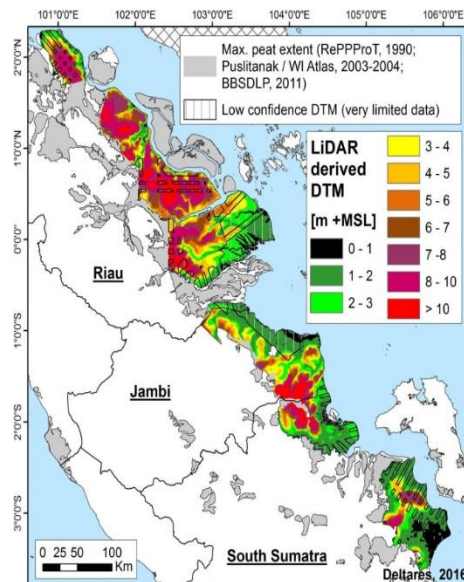 101°0'0"E 102°0'0"E 103°0'0"E 104°0'0"E 105°0'0"E 106°0'0"E
Max. peat extent (RePPProT, 1990;
Puslitanak / WI Atlas, 2003-2004;
BBSDLP, 2011)
Low confidence DTM (very limited data)
LiDAR
derived
DTM
[m +MSL]
0 - 1
1 - 2
2 - 3
3 - 4
4 - 5
5 - 6
6 - 7
7 - 8
8 - 10
> 10
2°0'0"N
1°0'0"N
0°0'0"
1°0'0"S
2°0'0"S
3°0'0"S
Riau
Jambi
South Sumatra
0 25 50 100
Km
Deltares, 2016